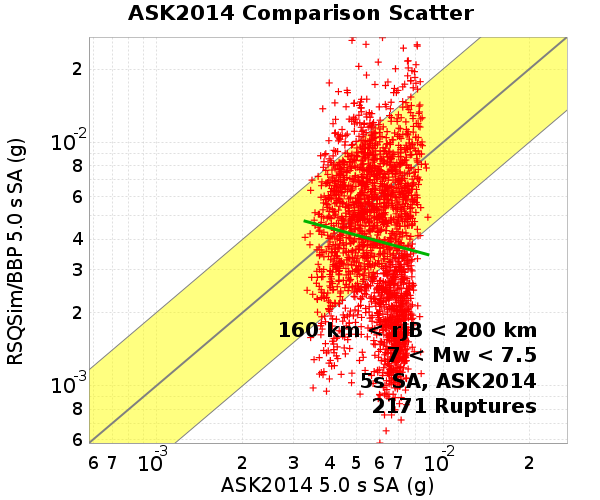 ASK2014 Comparison Scatter
RSQSim/BBP 5.0 s SA (g)
2
10-2
8
6
4
3
2
10-3
8
6
160 km < rJB < 200 km
7 < Mw < 7.5
5s SA, ASK2014
2171 Ruptures
6 7 10-3 2 3 4 5 6 7 10-2 2
ASK2014 5.0 s SA (g)